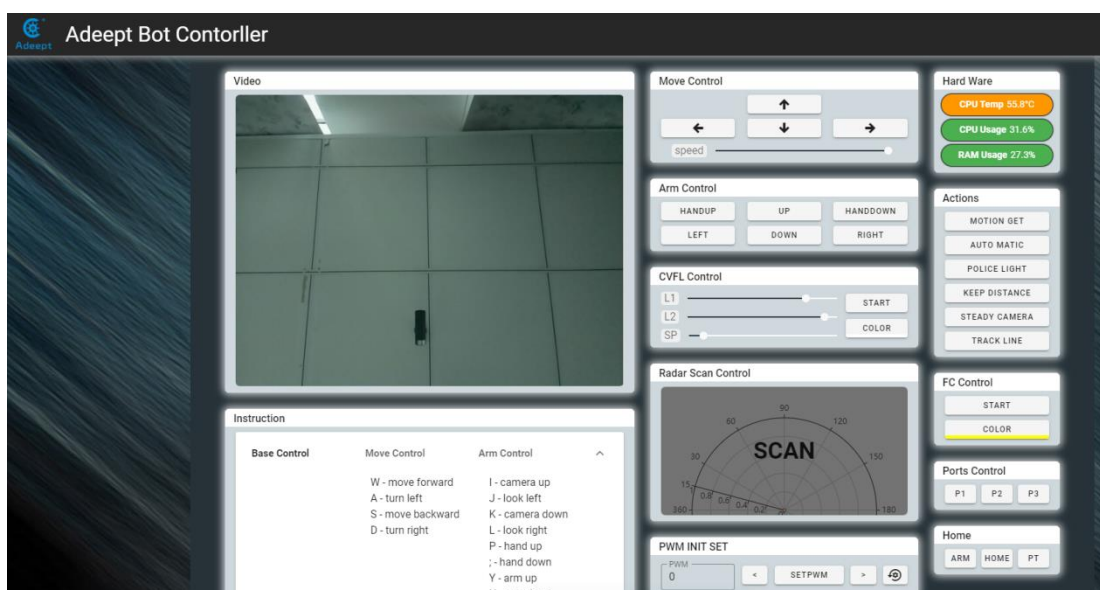 Adeept
Adeept Bot Contorller
Video
Move Control
speed
Arm Control
HANDUP UP HANDDOWN
LEFT DOWN RIGHT
CVFL Control
L1
START
L2
COLOR
SP
Radar Scan Control
90
60 120
SCAN
30 150
15
0.8 0.6 0.4 0.2
360 180
PWM INIT SET
PWM
0 < SETPWM >
Hard Ware
CPU Temp 55.8°C
CPU Usage 31.6%
RAM Usage 27.3%
Actions
MOTION GET
AUTO MATIC
POLICE LIGHT
KEEP DISTANCE
STEADY CAMERA
TRACK LINE
FC Control
START
COLOR
Ports Control
P1 P2 P3
Home
ARM HOME PT
Instruction
Base Control Move Control Arm Control
W - move forward I - camera up
A - turn left J - look left
S - move backward K - camera down
D - turn right L - look right
P - hand up
; - hand down
Y - arm up